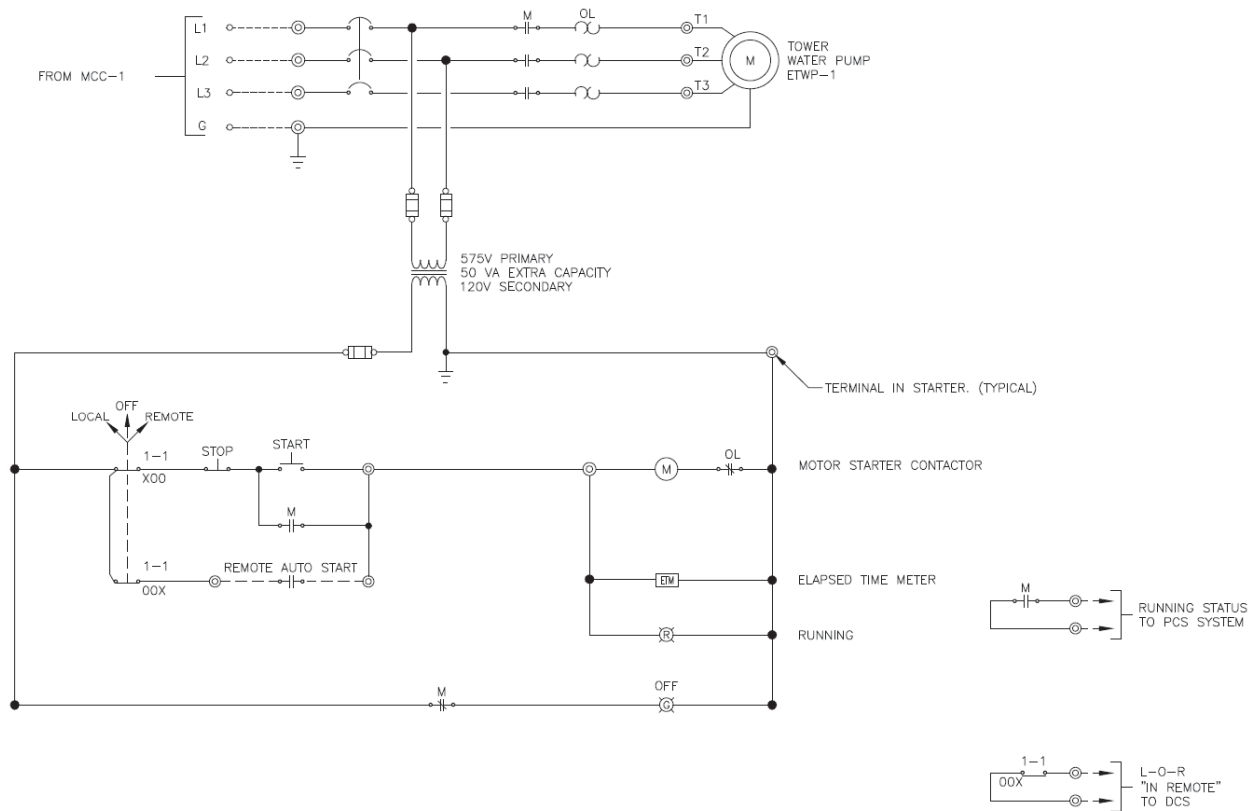 M
OL
L1
T1
L2
T2
L3
T3
G
FROM MCC-1
M
TOWER
WATER PUMP
ETWP-1
575V PRIMARY
50 VA EXTRA CAPACITY
120V SECONDARY
TERMINAL IN STARTER. (TYPICAL)
LOCAL
OFF
REMOTE
1-1
X00
STOP
START
M
M
OL
MOTOR STARTER CONTACTOR
1-1
00X
REMOTE AUTO START
ETM
ELAPSED TIME METER
R
RUNNING
M
OFF
G
M
RUNNING STATUS
TO PCS SYSTEM
1-1
00X
L-O-R
"IN REMOTE"
TO DCS